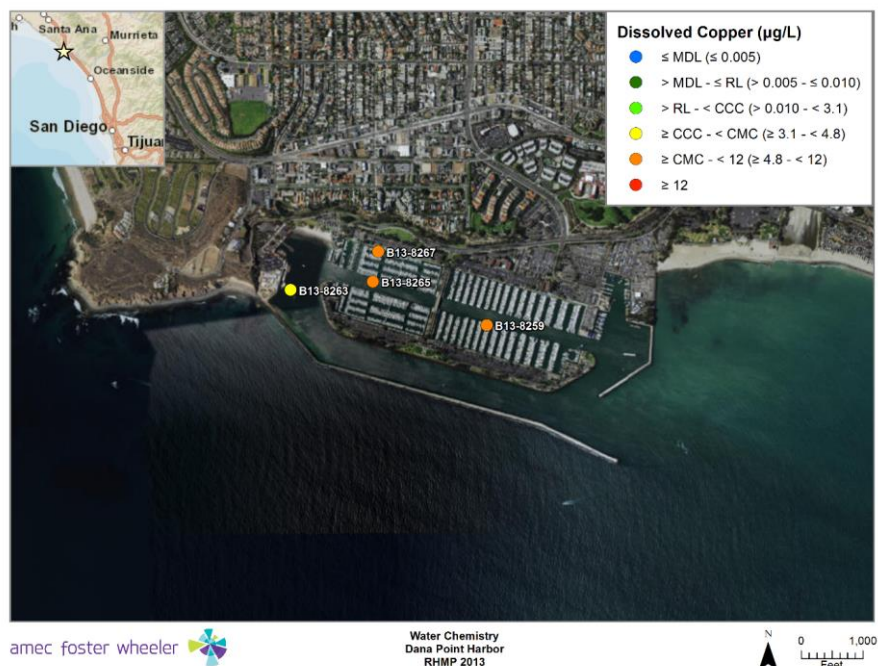 h
Santa Ana
Murrieta
Oceanside
San Diego
Tijua
Dissolved Copper (µg/L)
≤ MDL (≤ 0.005)
> MDL - ≤ RL (> 0.005 - ≤ 0.010)
> RL - < CCC (> 0.010 - < 3.1)
≥ CCC - < CMC (≥ 3.1 - < 4.8)
≥ CMC - < 12 (≥ 4.8 - < 12)
≥ 12
B13-8267
B13-8265
B13-8263
B13-8259
amec foster wheeler
Water Chemistry
Dana Point Harbor
RHMP 2013
N
0 1,000
Feet